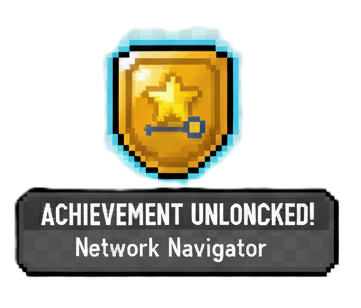 ACHIEVEMENT UNLONCKED!
Network Navigator